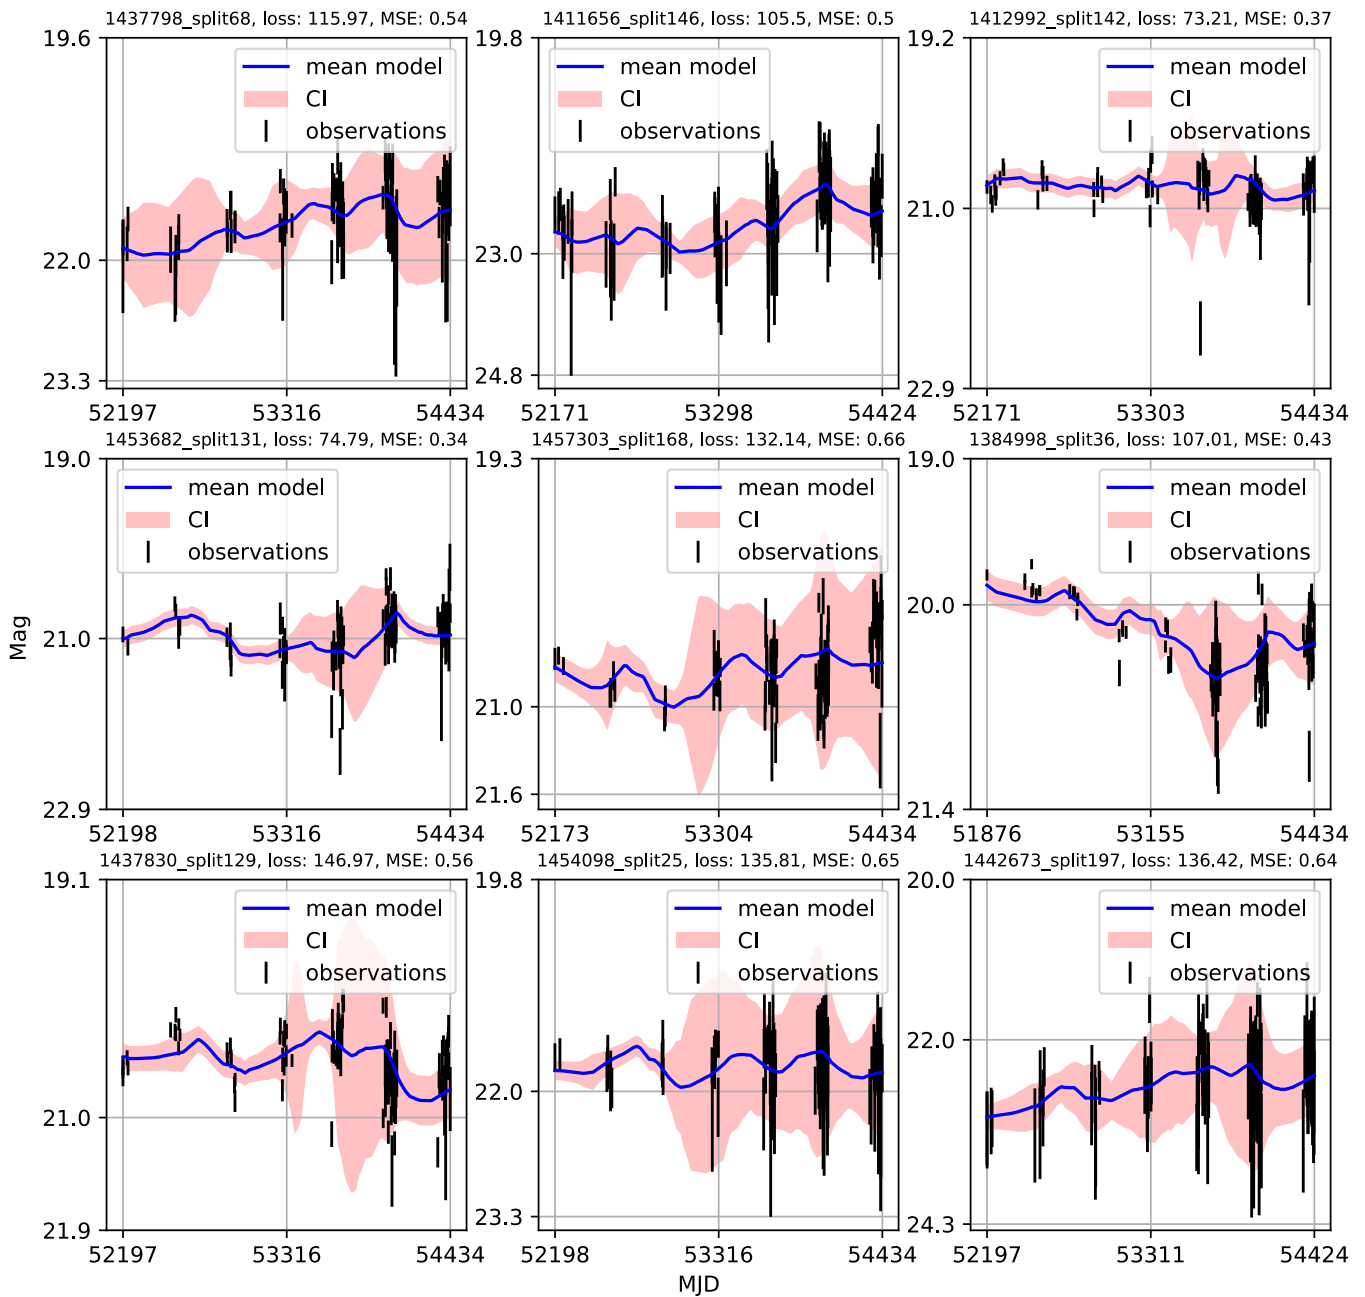 1437798_split68, loss: 115.97, MSE: 0.54
19.6
22.0
23.3
mean model
CI
observations
52197
53316
54434
1411656_split146, loss: 105.5, MSE: 0.5
19.8
23.0
24.8
mean model
CI
observations
52171
53298
54424
1412992_split142, loss: 73.21, MSE: 0.37
19.2
21.0
22.9
mean model
CI
observations
52171
53303
54434
Mag
1453682_split131, loss: 74.79, MSE: 0.34
19.0
21.0
22.9
mean model
CI
observations
52198
53316
54434
1457303_split168, loss: 132.14, MSE: 0.66
19.3
21.0
21.6
mean model
CI
observations
52173
53304
54434
1384998_split36, loss: 107.01, MSE: 0.43
19.0
20.0
21.4
mean model
CI
observations
51876
53155
54434
1437830_split129, loss: 146.97, MSE: 0.56
19.1
21.0
21.9
mean model
CI
observations
52197
53316
54434
1454098_split25, loss: 135.81, MSE: 0.65
19.8
22.0
23.3
mean model
CI
observations
52198
53316
54434
1442673_split197, loss: 136.42, MSE: 0.64
20.0
22.0
24.3
mean model
CI
observations
52197
53311
54424
MJD